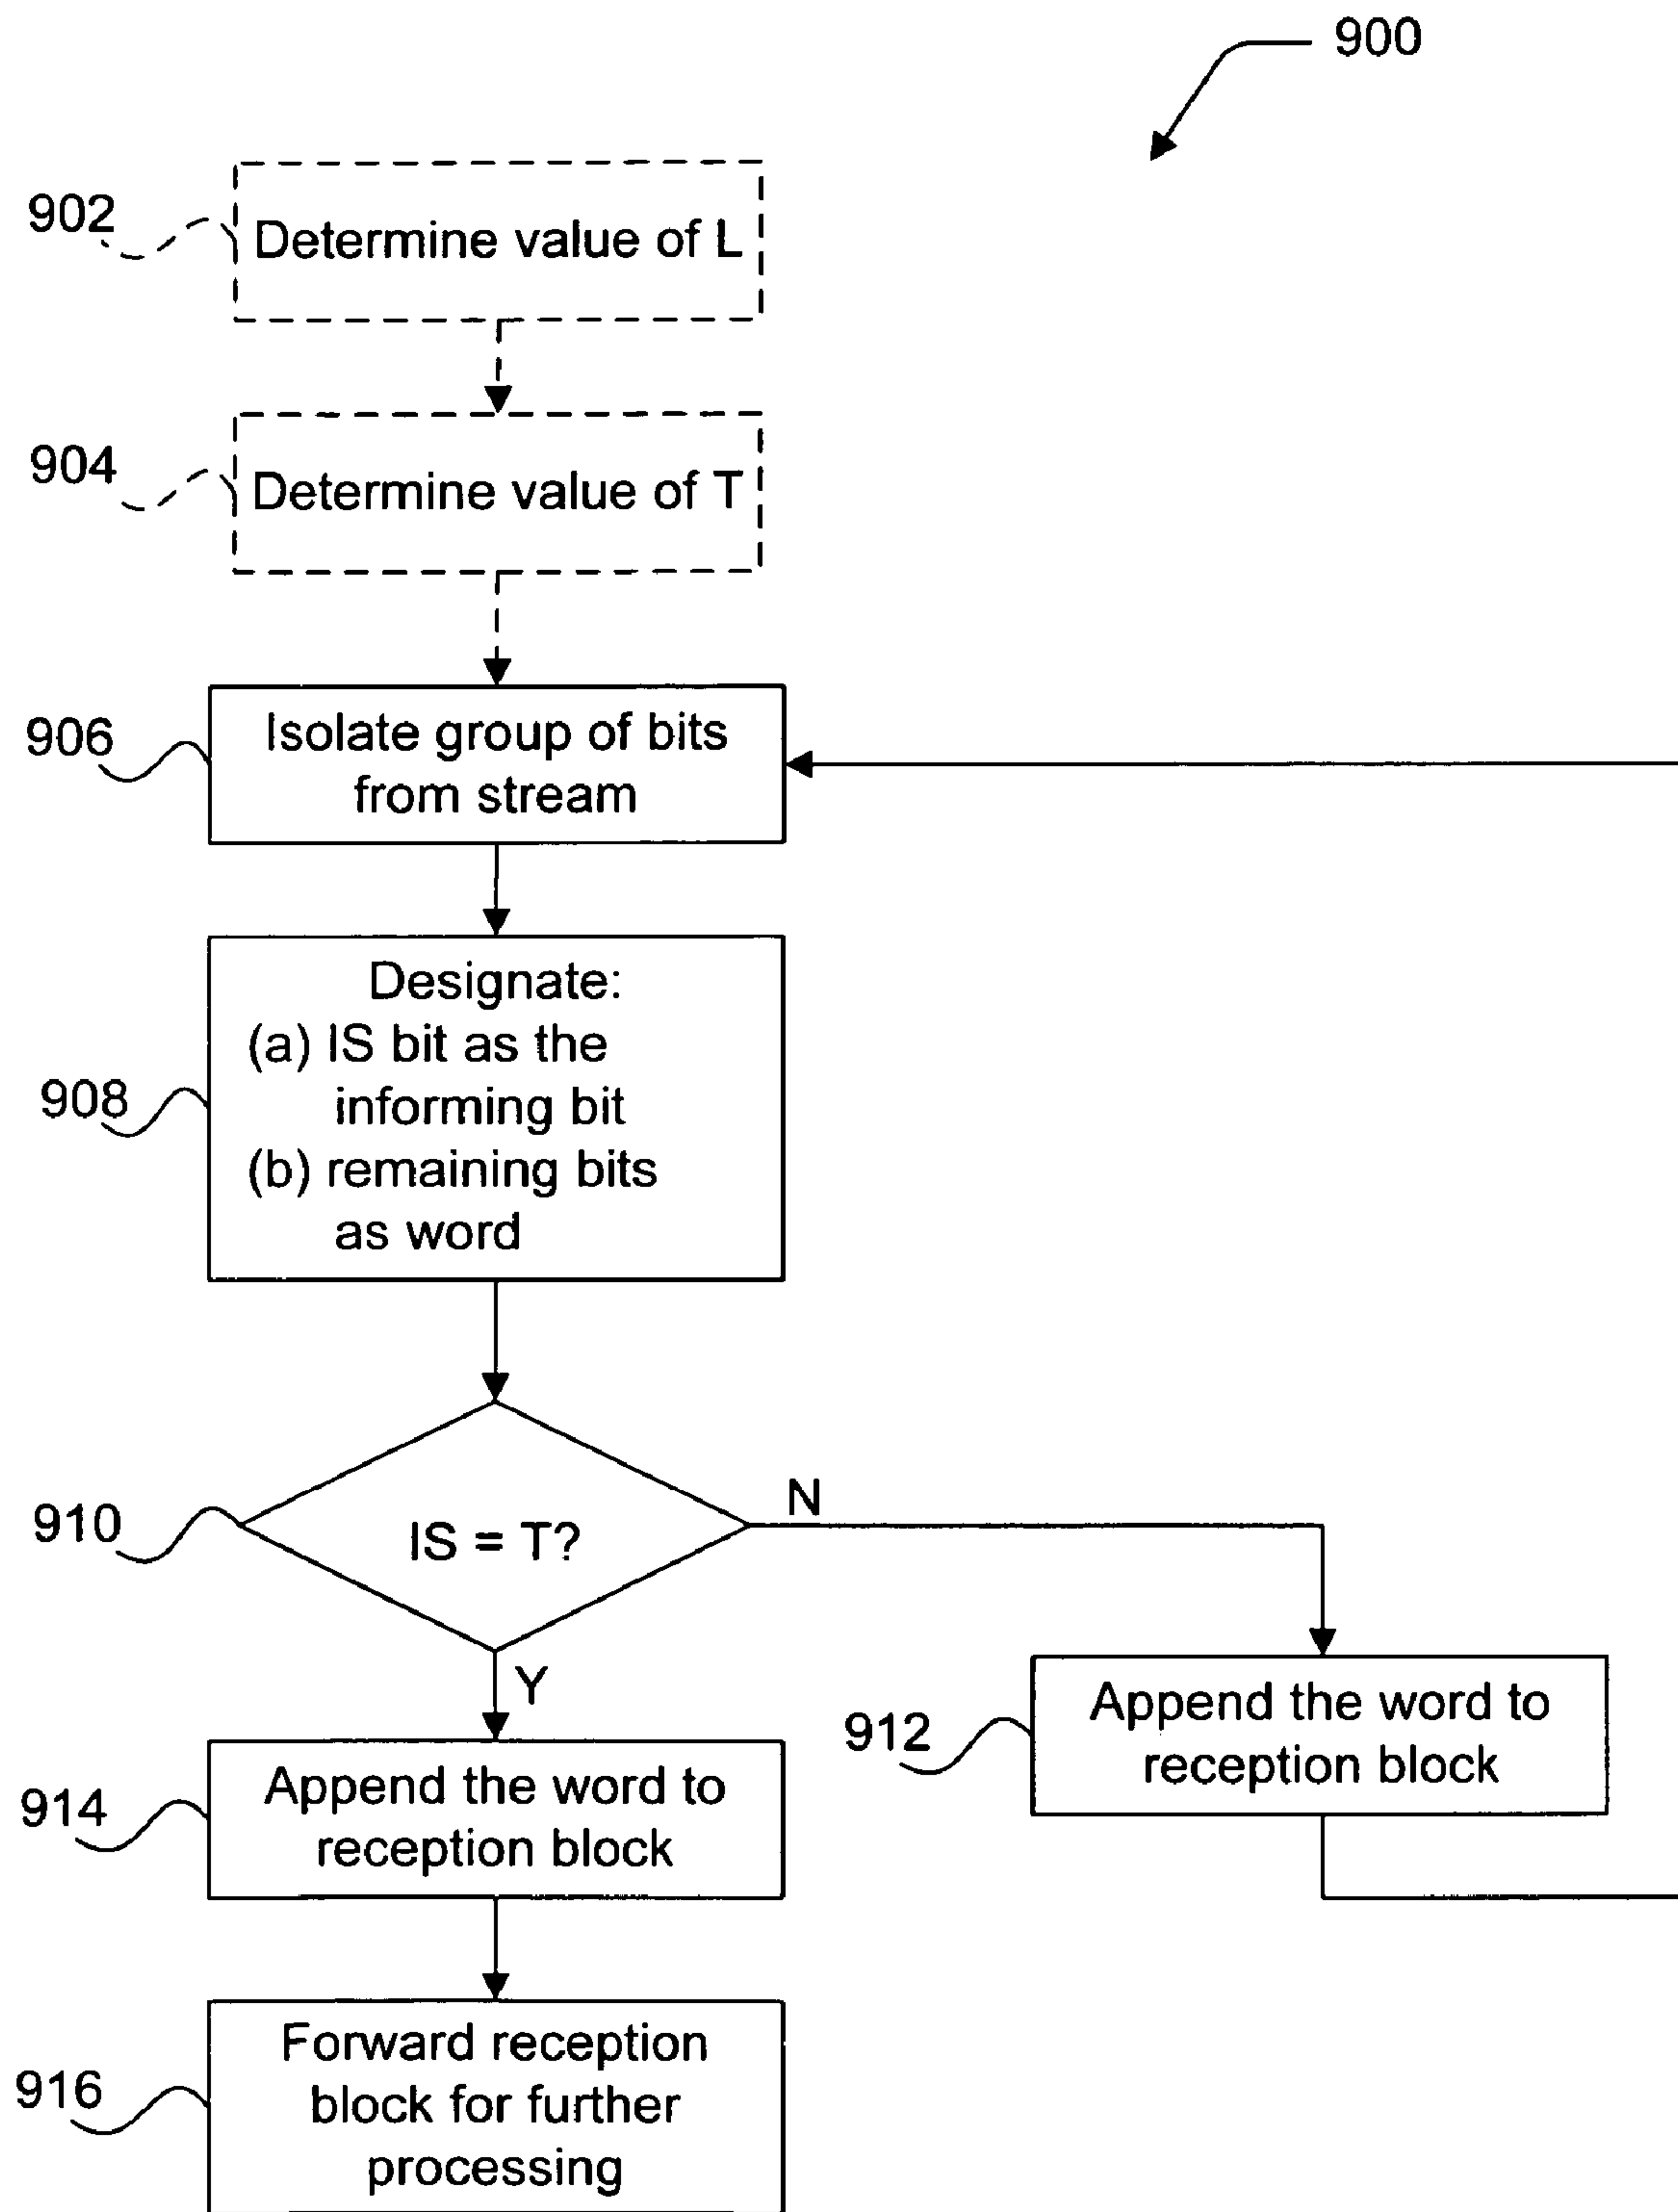 900
902
Determine value of L
904
Determine value of T
906
Isolate group of bits
from stream
908
Designate:
(a) IS bit as the
informing bit
(b) remaining bits
as word
910
IS = T?
N
Y
912
Append the word to
reception block
914
Append the word to
reception block
916
Forward reception
block for further
processing